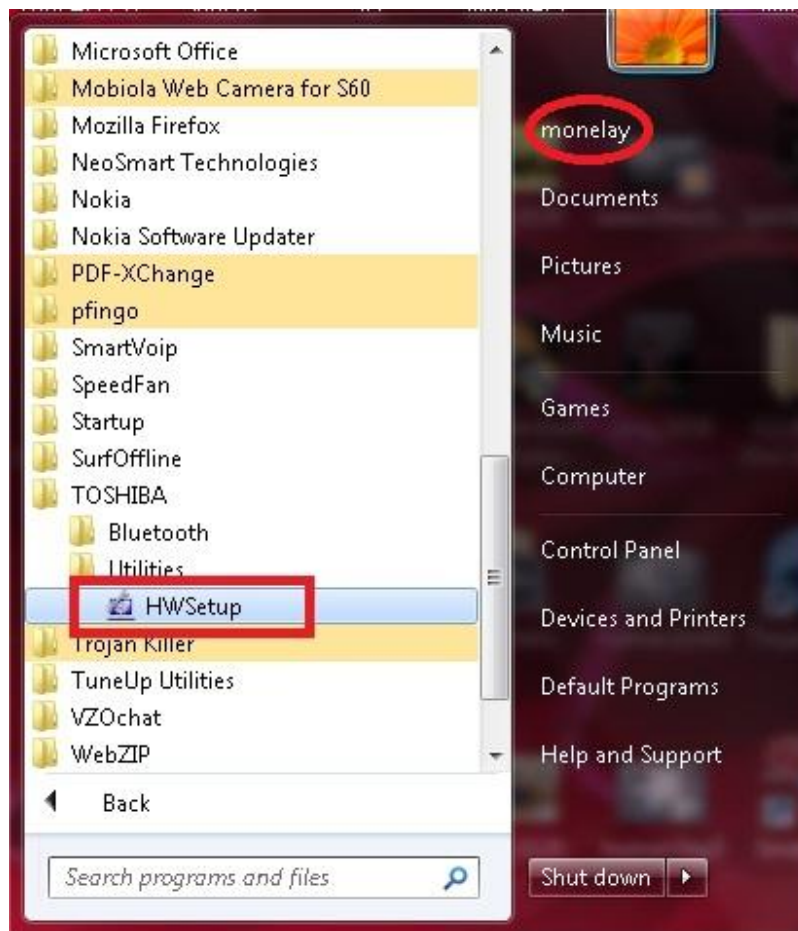 Microsoft Office
Mobiola Web Camera for S60
Mozilla Firefox
NeoSmart Technologies
Nokia
Nokia Software Updater
PDF-XChange
pfingo
SmartVoip
SpeedFan
Startup
SurfOffline
TOSHIBA
Bluetooth
Utilities
HWSetup
Trojan Killer
TuneUp Utilities
VZOchat
WebZIP
Back
Search programs and files
monelay
Documents
Pictures
Music
Games
Computer
Control Panel
Devices and Printers
Default Programs
Help and Support
Shut down